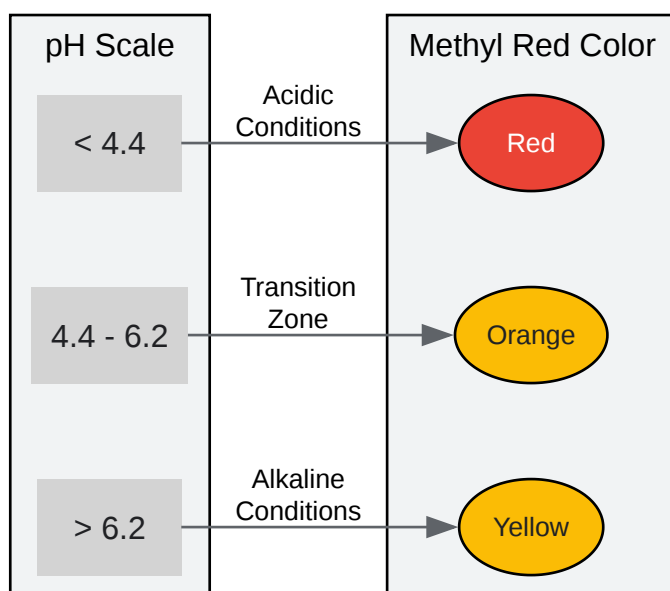 pH Scale
Methyl Red Color
< 4.4
Acidic
Conditions
Red
4.4 - 6.2
Transition
Zone
Orange
> 6.2
Alkaline
Conditions
Yellow